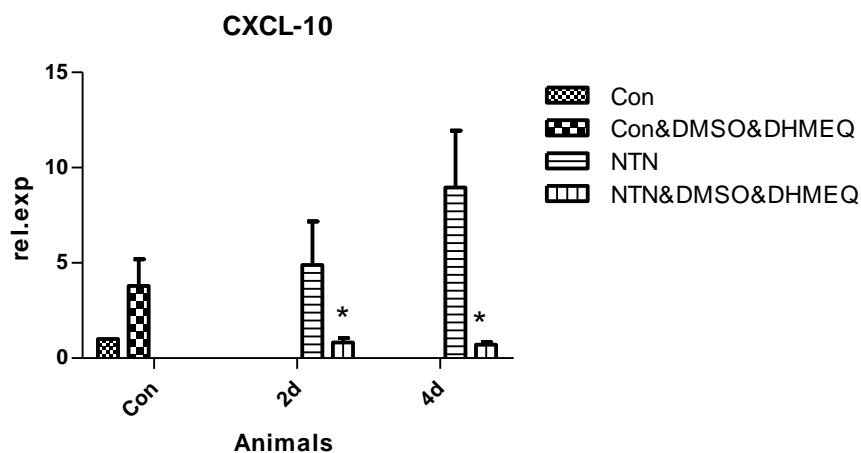 CXCL-10
15
10
5
0
rel.exp
Con
2d
4d
Animals
*
*
Con
Con&DMSO&DHMEQ
NTN
NTN&DMSO&DHMEQ